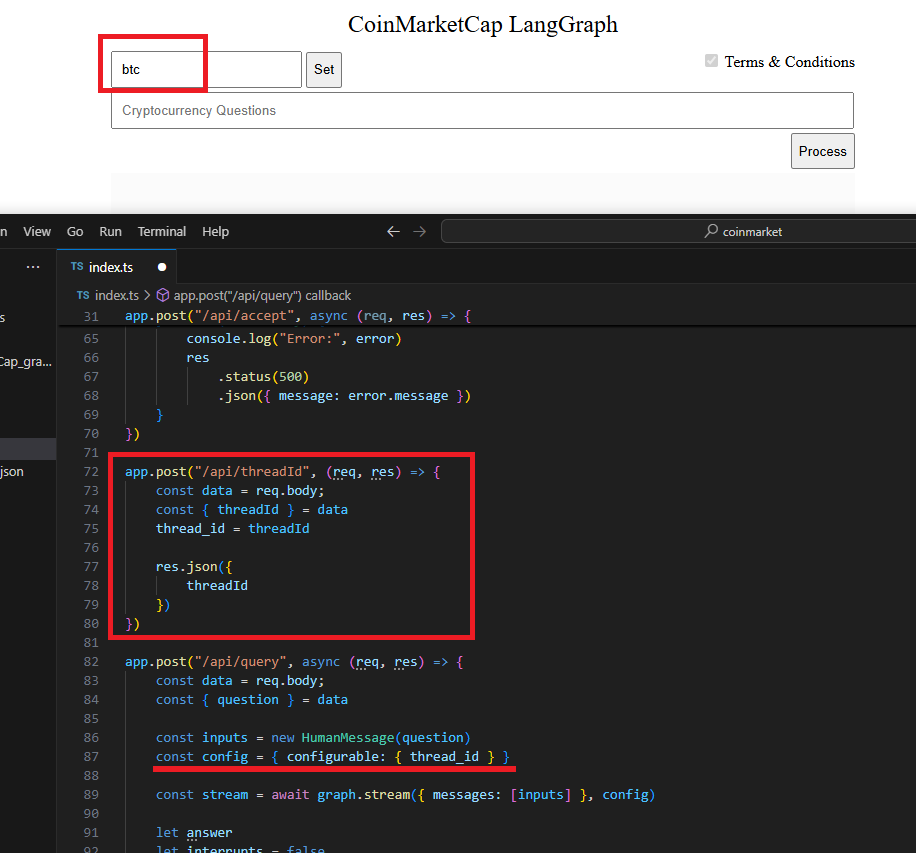 CoinMarketCap LangGraph
btc
Set
Terms & Conditions
Cryptocurrency Questions
Process
n View Go Run Terminal Help
coinmarket
TS index.ts
TS index.ts > app.post("/api/query") callback
s
Cap_gra...
json
31 app.post("/api/accept", async (req, res) => {
65 console.log("Error:", error)
66 res
67 .status(500)
68 .json({ message: error.message })
69 }
70 })
71
72 app.post("/api/threadId", (req, res) => {
73 const data = req.body;
74 const { threadId } = data
75 thread_id = threadId
76
77 res.json({
78 threadId
79 })
80 })
81
82 app.post("/api/query", async (req, res) => {
83 const data = req.body;
84 const { question } = data
85
86 const inputs = new HumanMessage(question)
87 const config = { configurable: { thread_id } }
88
89 const stream = await graph.stream({ messages: [inputs] }, config)
90
91 let answer
92 let interrupts = false